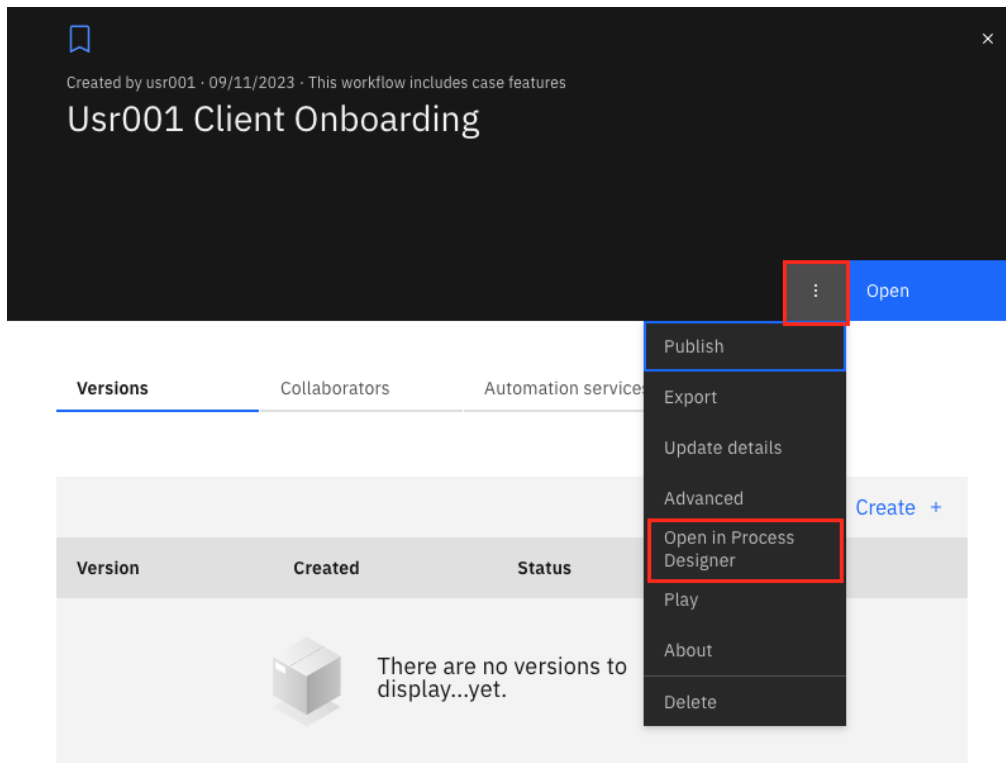 Created by usr001 · 09/11/2023 · This workflow includes case features
Usr001 Client Onboarding
Open
Publish
Export
Update details
Advanced
Open in Process
Designer
Play
About
Delete
Versions
Collaborators
Automation services
Create +
Version
Created
Status
There are no versions to
display...yet.